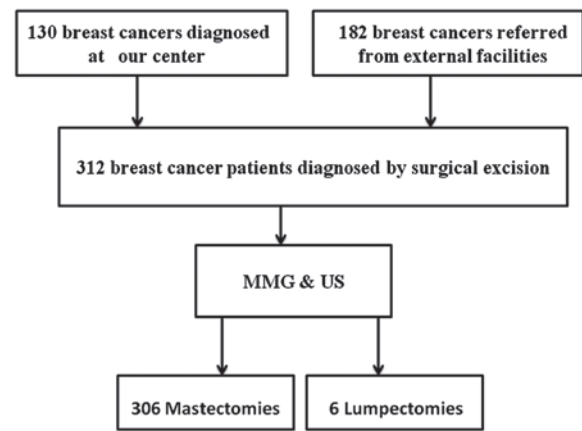 130 breast cancers diagnosed
at our center
182 breast cancers referred
from external facilities
312 breast cancer patients diagnosed by surgical excision
MMG & US
306 Mastectomies
6 Lumpectomies